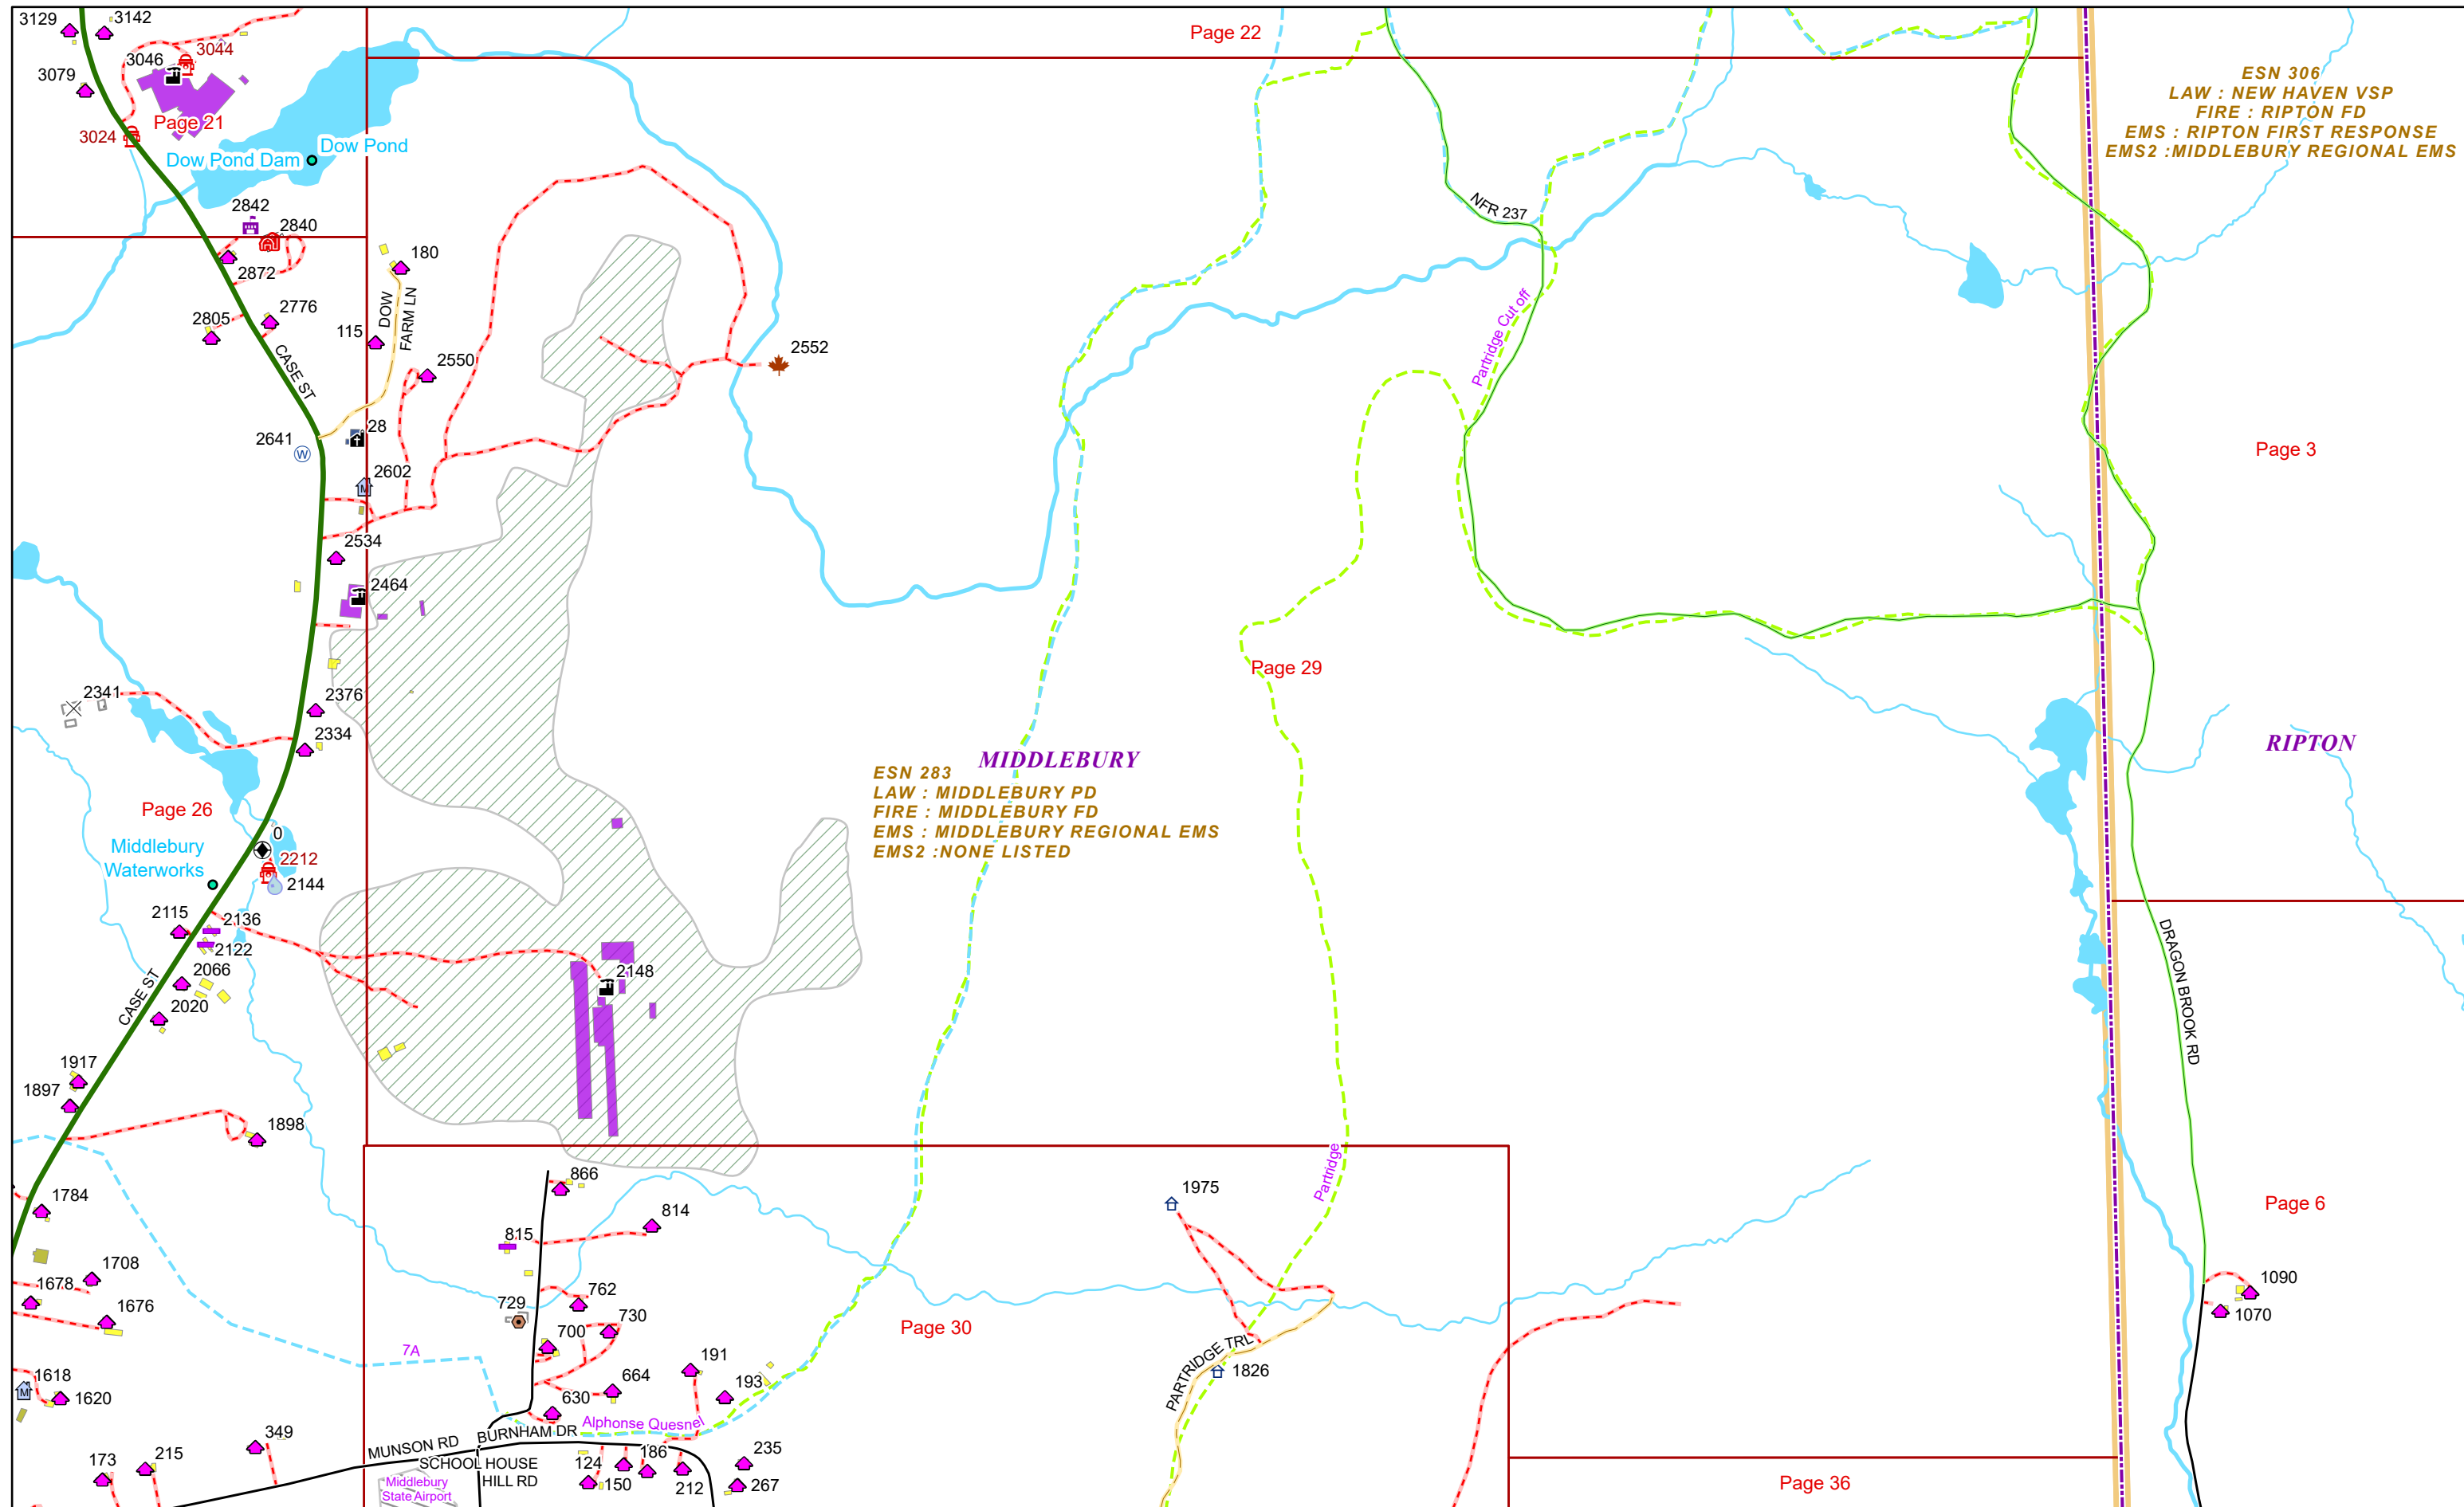 3129
3142
Page 22
3044
3046
3079
ESN 306
LAW : NEW HAVEN VSP
FIRE : RIPTON FD
EMS : RIPTON FIRST RESPONSE
EMS2 :MIDDLEBURY REGIONAL EMS
Page 21
3024
Dow Pond
Dow Pond Dam
2842
2840
NFR 237
2872
180
2776
2805
DOW
FARM LN
115
Partridge Cut off
2552
2550
CASE ST
28
2641
Page 3
2602
W
M
2534
2464
Page 29
2341
2376
2334
RIPTON
MIDDLEBURY
ESN 283
LAW : MIDDLEBURY PD
FIRE : MIDDLEBURY FD
EMS : MIDDLEBURY REGIONAL EMS
EMS2 :NONE LISTED
Page 26
0
Middlebury
Waterworks
2212
2144
2115
2136
2122
2066
2148
2020
CASE ST
DRAGON BROOK RD
1917
1897
1898
Partridge
866
1784
1975
Page 6
814
815
1708
1678
1090
762
729
1676
1070
730
700
Page 30
7A
PARTRIDGE TRL
191
1826
1618
664
M
193
1620
630
Alphonse Quesnel
349
BURNHAM DR
MUNSON RD
173
215
SCHOOL HOUSE
HILL RD
124
186
235
150
212
267
Middlebury
State Airport
Page 36